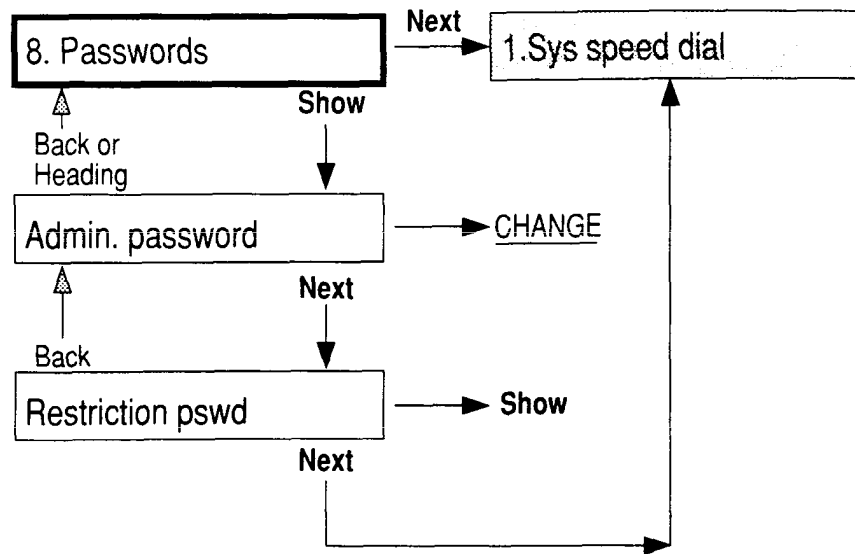 8. Passwords
Next
1.Sys speed dial
Show
Back or
Heading
Admin. password
CHANGE
Next
Back
Restriction pswd
Show
Next